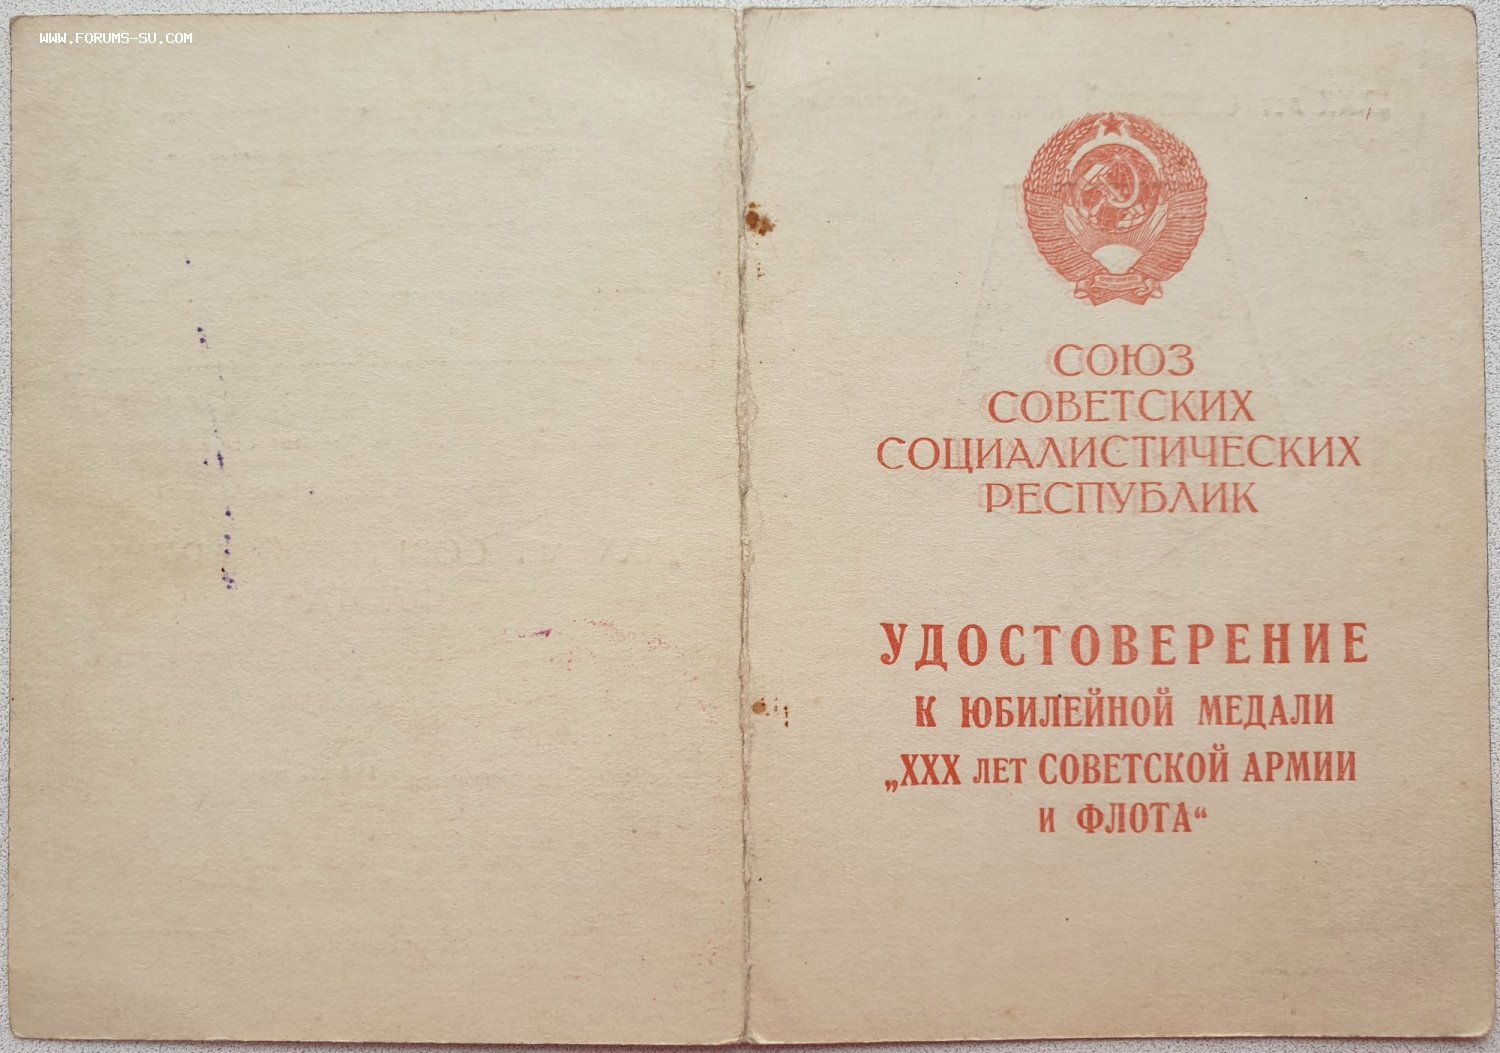 WWW.FORUMS-SU.COM
СОЮЗ
СОВЕТСКИХ
СОЦИАЛИСТИЧЕСКИХ
РЕСПУБЛИК
УДОСТОВЕРЕНИЕ
К ЮБИЛЕЙНОЙ МЕДАЛИ
„XXX ЛЕТ СОВЕТСКОЙ АРМИИ
И ФЛОТА“